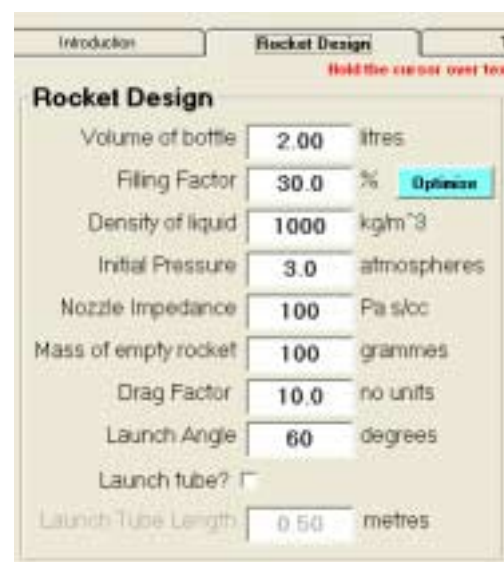 Introduction Rocket Design
Hold the cursor over tex
Rocket Design
Volume of bottle 2.00 litres
Filling Factor 30.0 % Optimise
Density of liquid 1000 kg/m^3
Initial Pressure 3.0 atmospheres
Nozzle Impedance 100 Pa s/cc
Mass of empty rocket 100 grammes
Drag Factor 10.0 no units
Launch Angle 60 degrees
Launch tube?
Launch Tube Length 0.50 metres